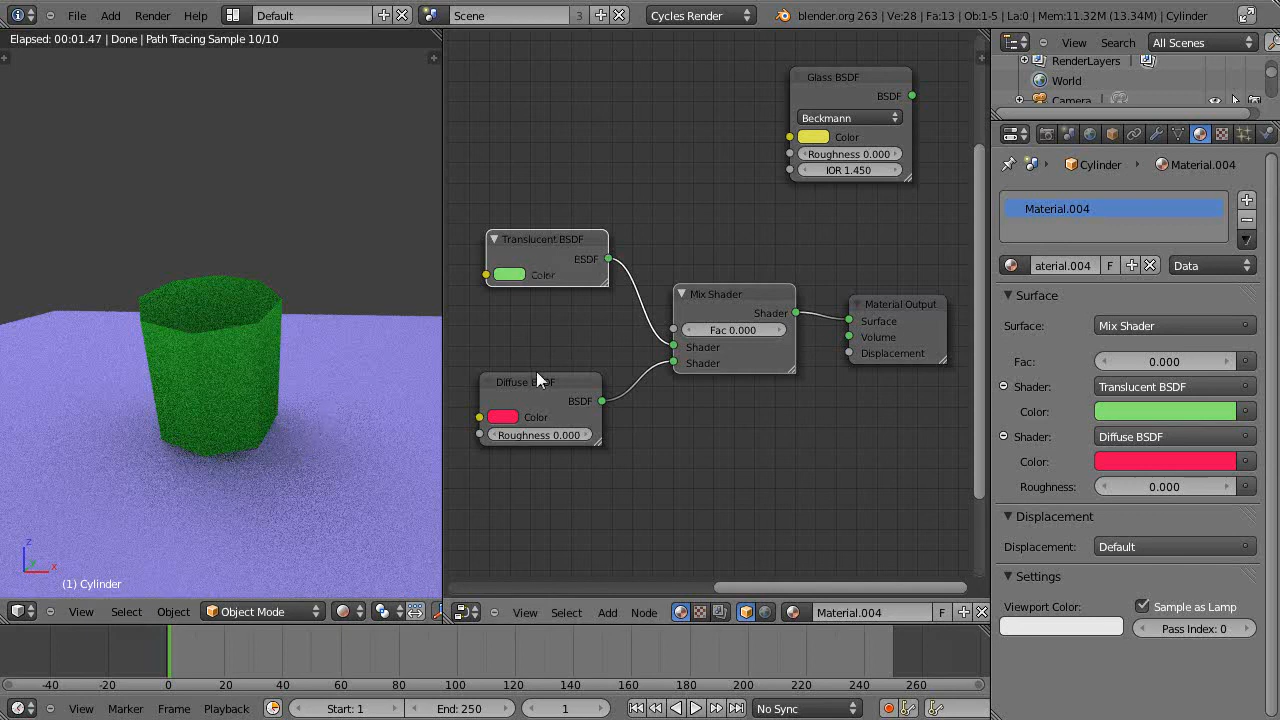 File Add Render Help Default Scene 3 Cycles Render blender.org 263 | Ve:28 | Fa:13 | Ob:1-5 | La:0 | Mem:11.32M (13.34M) | Cylinder
Elapsed: 00:01.47 | Done | Path Tracing Sample 10/10
View Search All Scenes
RenderLayers
World
Camera
Glass BSDF
BSDF
Beckmann
Color
Roughness 0.000
IOR 1.450
Translucent BSDF
BSDF
Color
Mix Shader
Shader
Fac 0.000
Shader
Shader
Material Output
Surface
Volume
Displacement
Diffuse BSDF
BSDF
Color
Roughness 0.000
Cylinder Material.004
Material.004
aterial.004 F Data
Surface
Surface: Mix Shader
Fac: 0.000
Shader: Translucent BSDF
Color:
Shader: Diffuse BSDF
Color:
Roughness: 0.000
Displacement
Displacement: Default
Settings
Viewport Color: Sample as Lamp
Pass Index: 0
z
y
x
(1) Cylinder
View Select Object Object Mode
View Select Add Node Material.004 F
-40 -20 0 20 40 60 80 100 120 140 160 180 200 220 240 260
View Marker Frame Playback Start: 1 End: 250 1 No Sync